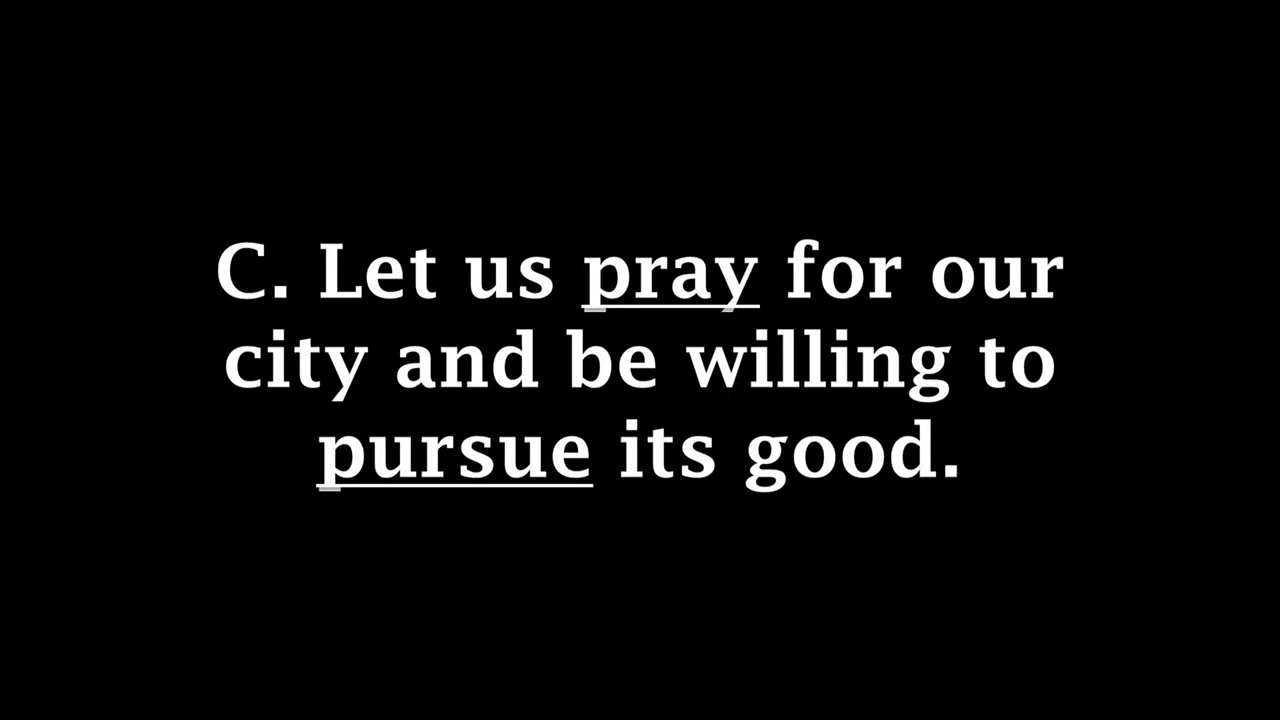 C. Let us pray for our
city and be willing to
pursue its good.